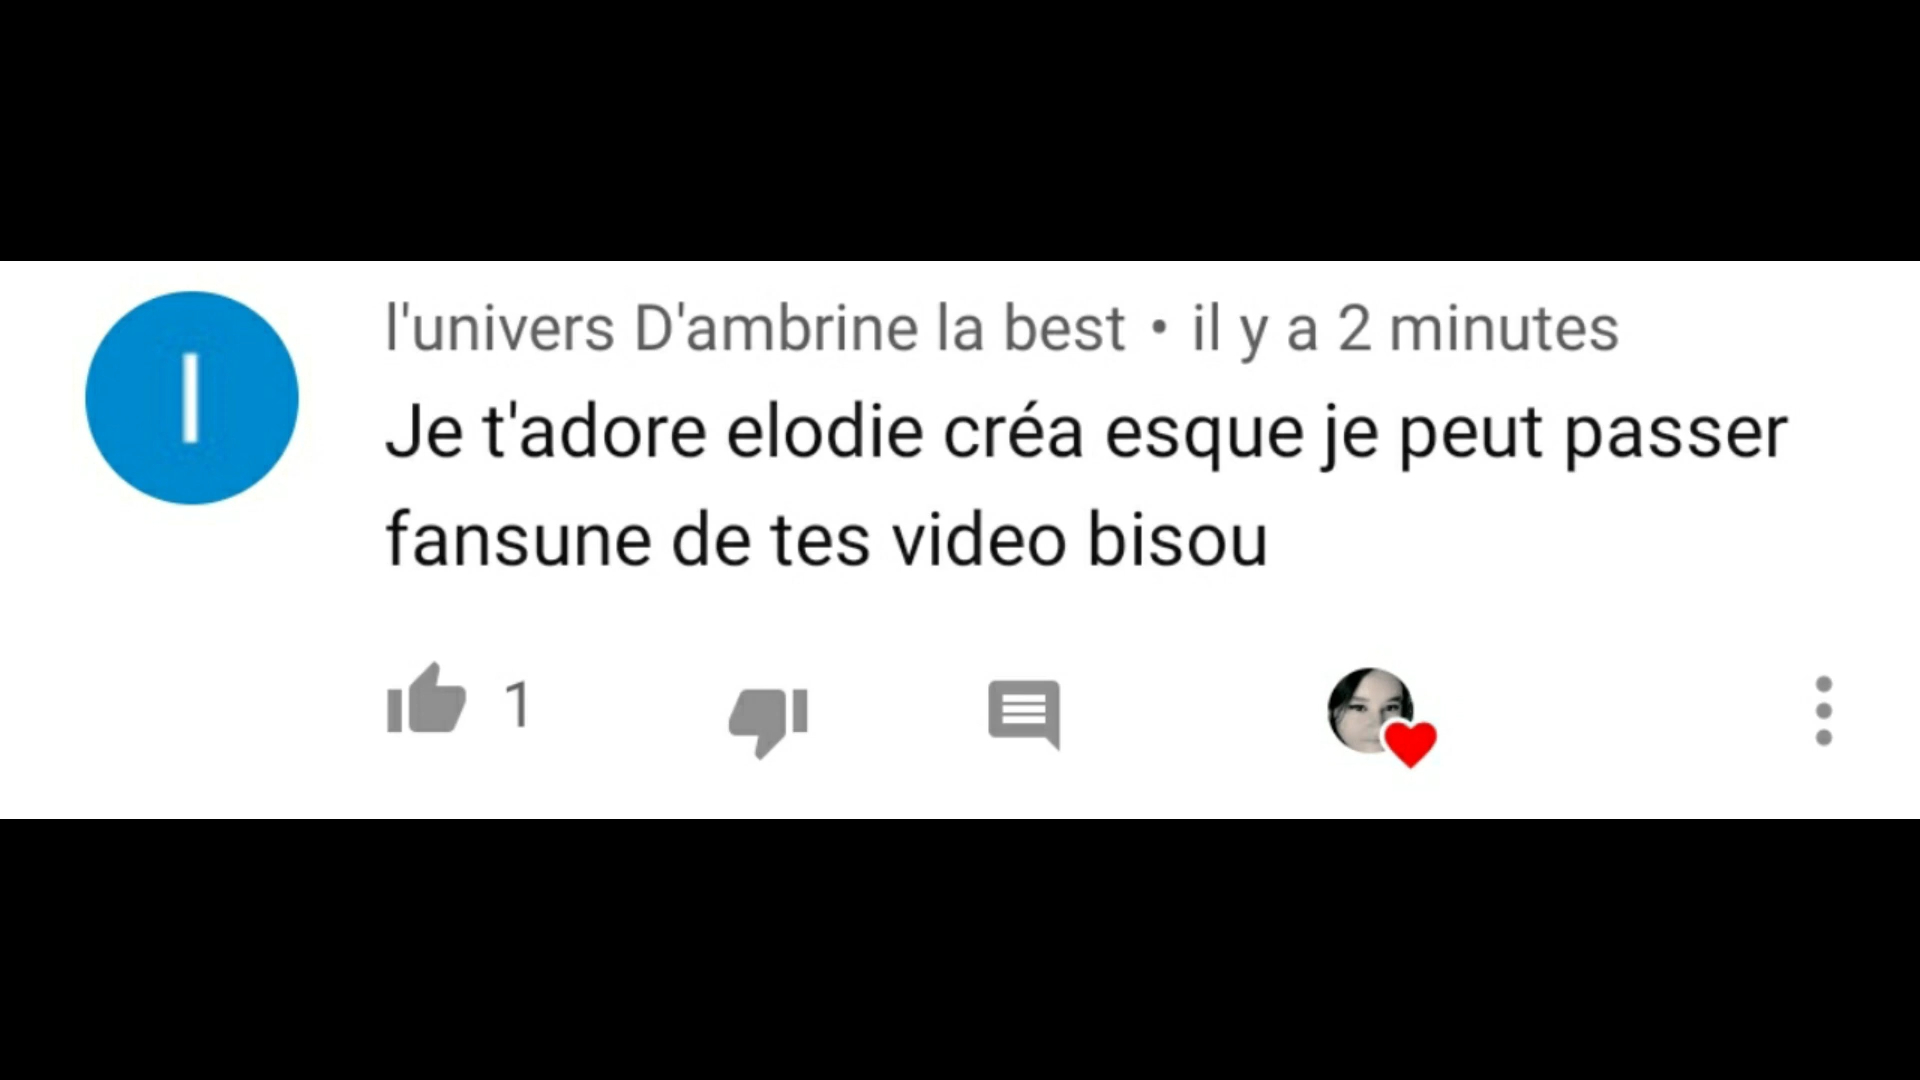 l
l'univers D'ambrine la best • il y a 2 minutes
Je t'adore elodie créa esque je peut passer
fansune de tes video bisou
1